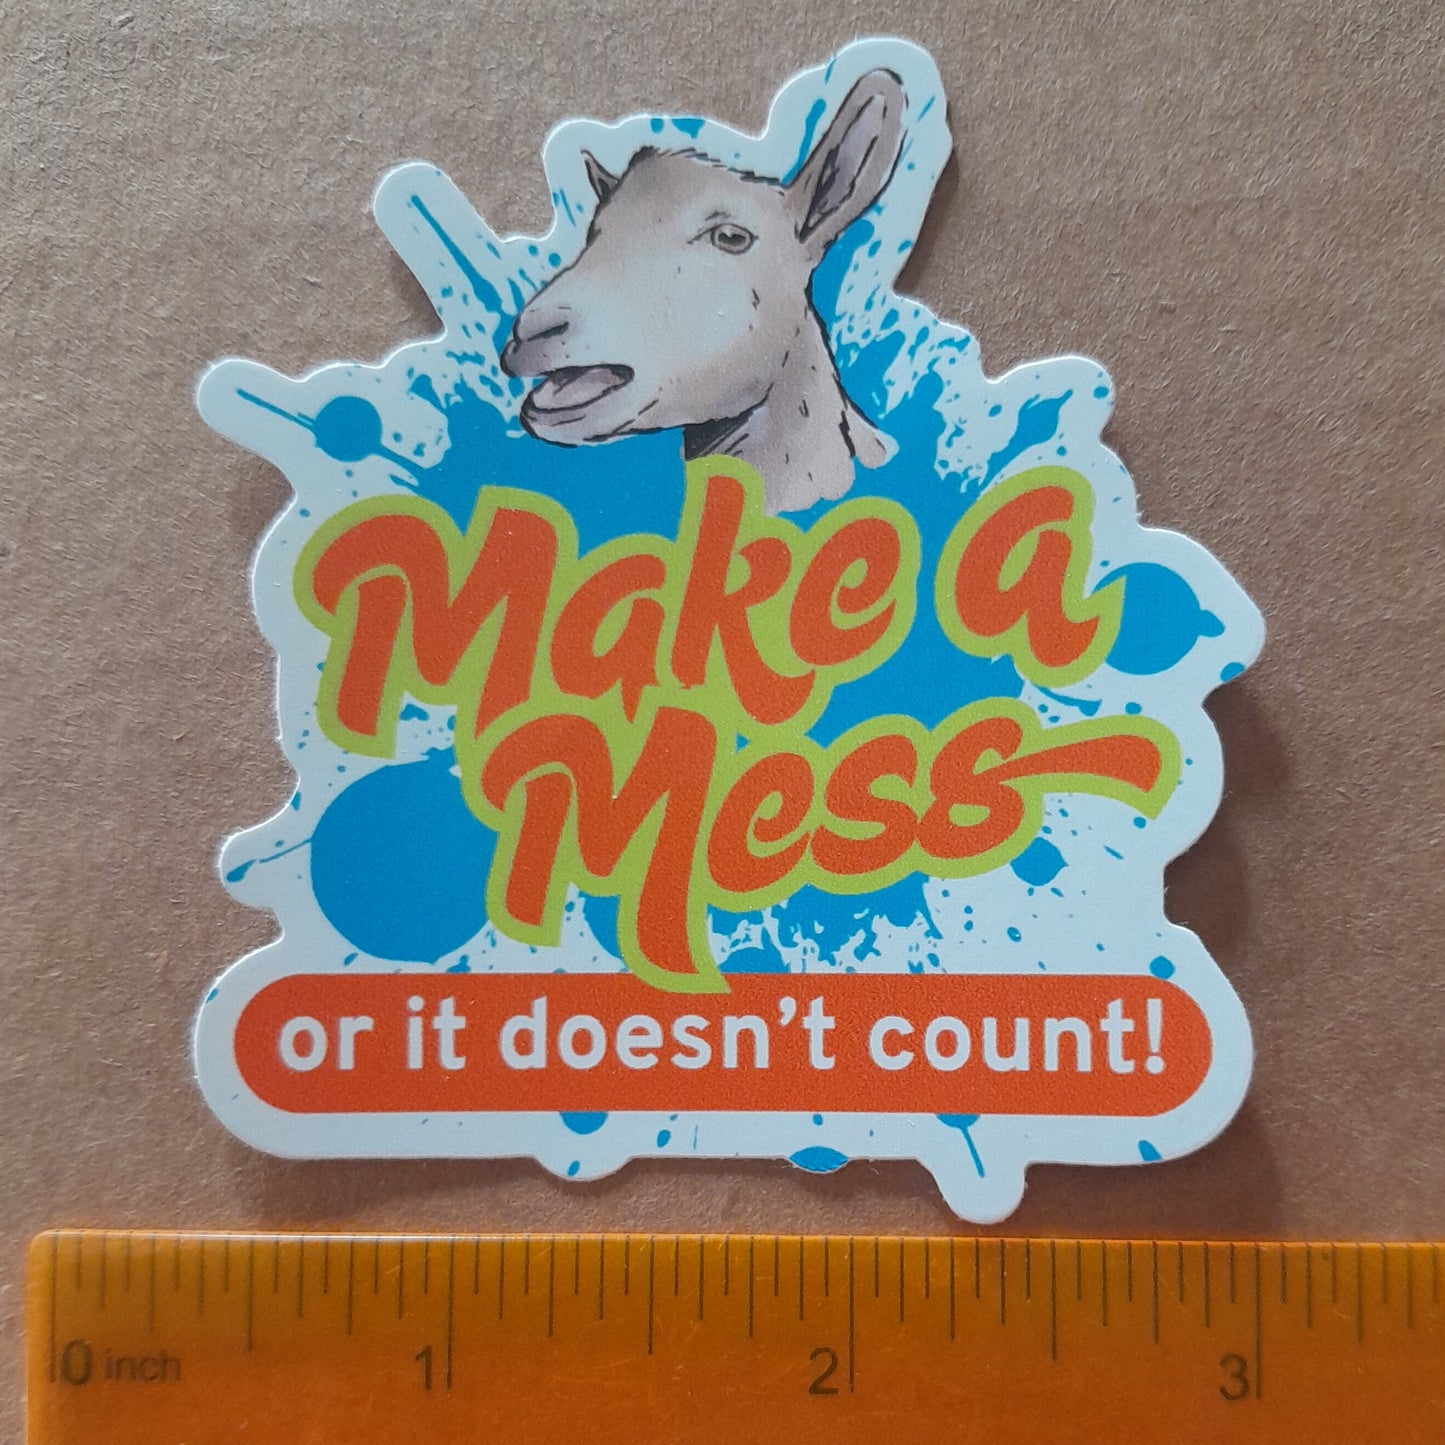 Make a
Mess
or it doesn't count!
0 inch 1 2 3